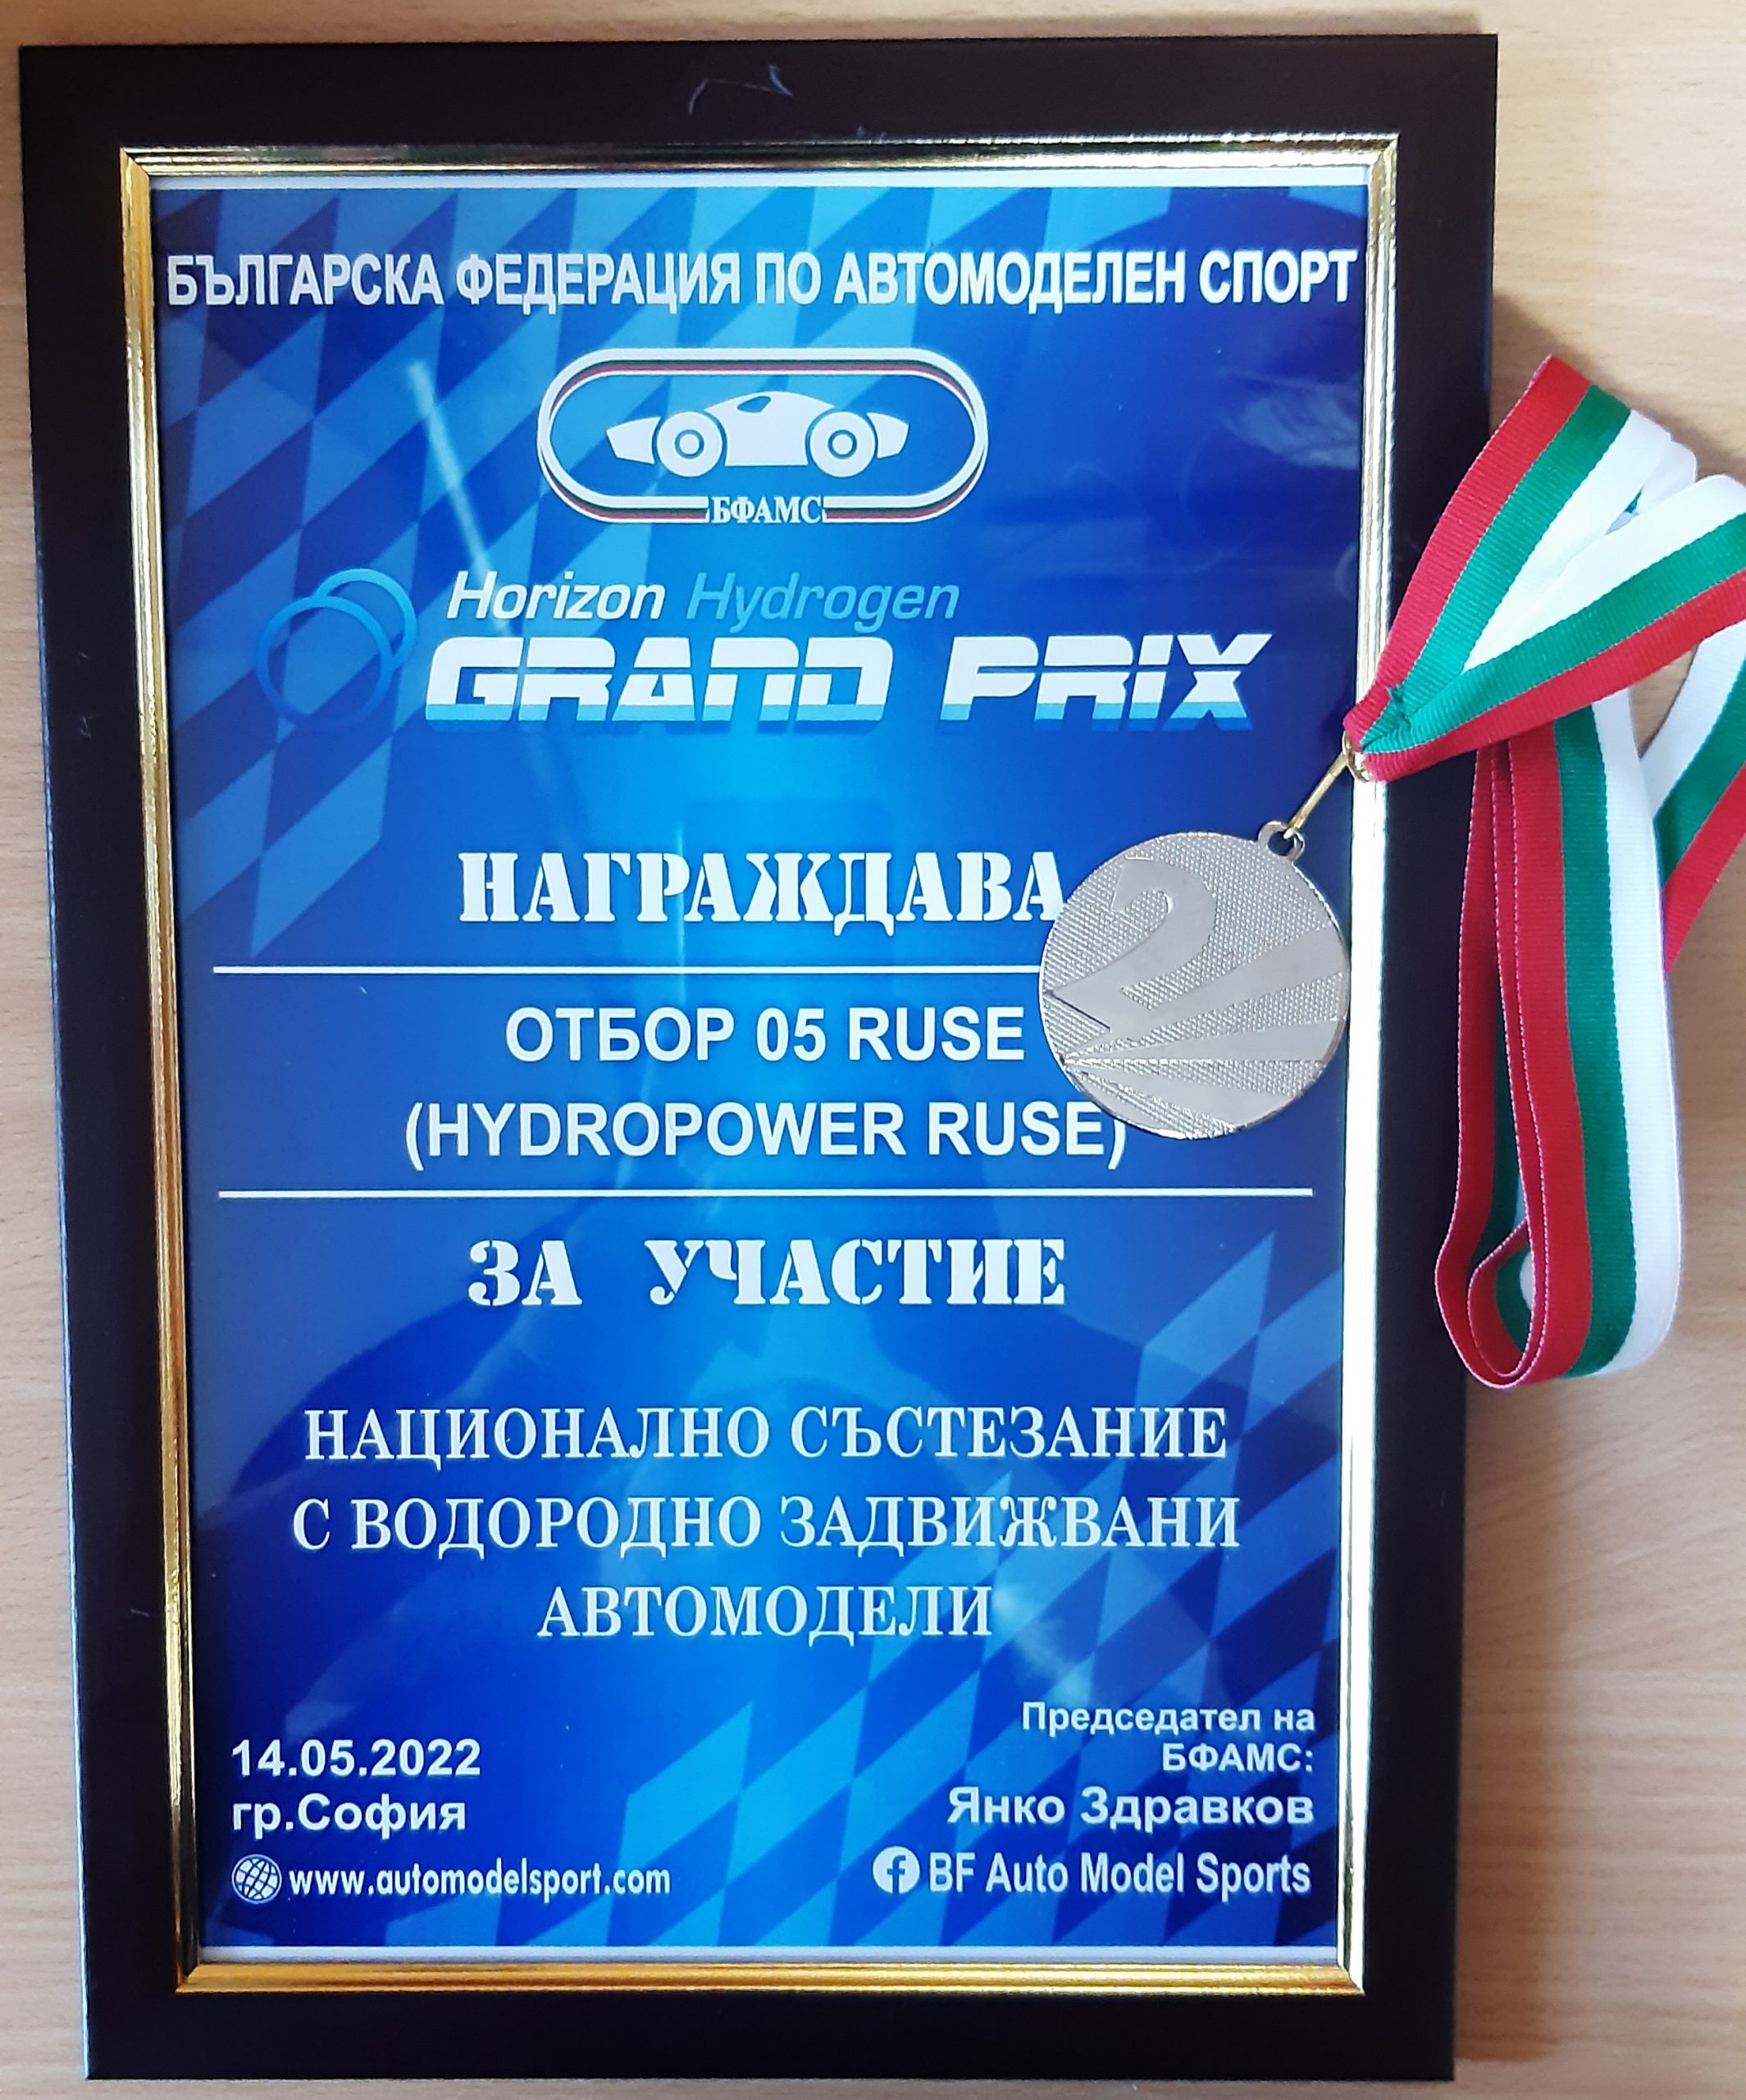 БЪЛГАРСКА ФЕДЕРАЦИЯ ПО АВТОМОДЕЛЕН СПОРТ
БФАМС
Horizon Hydrogen
GRAND PRIX
НАГРАЖДАВА
2
ОТБОР 05 RUSE
(HYDROPOWER RUSE)
ЗА УЧАСТИЕ
НАЦИОНАЛНО СЪСТЕЗАНИЕ
С ВОДОРОДНО ЗАДВИЖВАНИ
АВТОМОДЕЛИ
14.05.2022
гр.София
www.automodelsport.com
Председател на
БФАМС:
Янко Здравков
BF Auto Model Sports